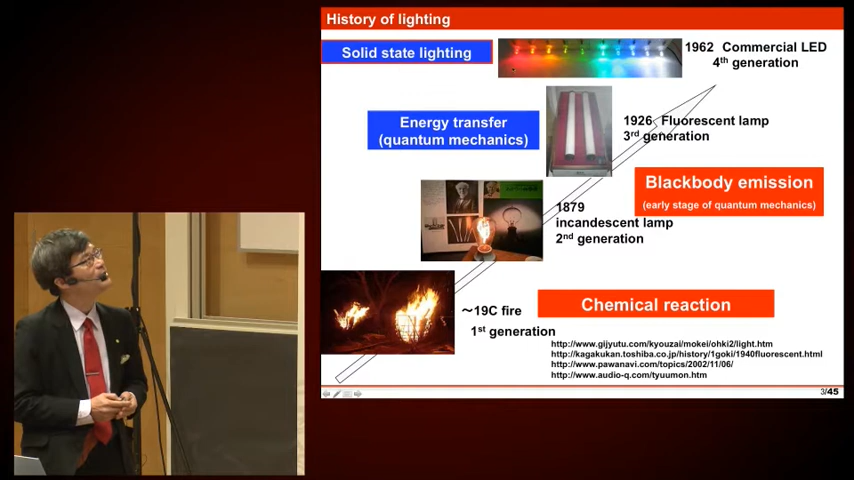 History of lighting
Solid state lighting
1962 Commercial LED
4th generation
Energy transfer
(quantum mechanics)
1926 Fluorescent lamp
3rd generation
Blackbody emission
(early stage of quantum mechanics)
1879
incandescent lamp
2nd generation
～19C fire
1st generation
Chemical reaction
http://www.gijyutu.com/kyouzai/mokei/ohki2/light.htm
http://kagakukan.toshiba.co.jp/history/1goki/1940fluorescent.html
http://www.pawanavi.com/topics/2002/11/06/
http://www.audio-q.com/tyuumon.htm
3/45